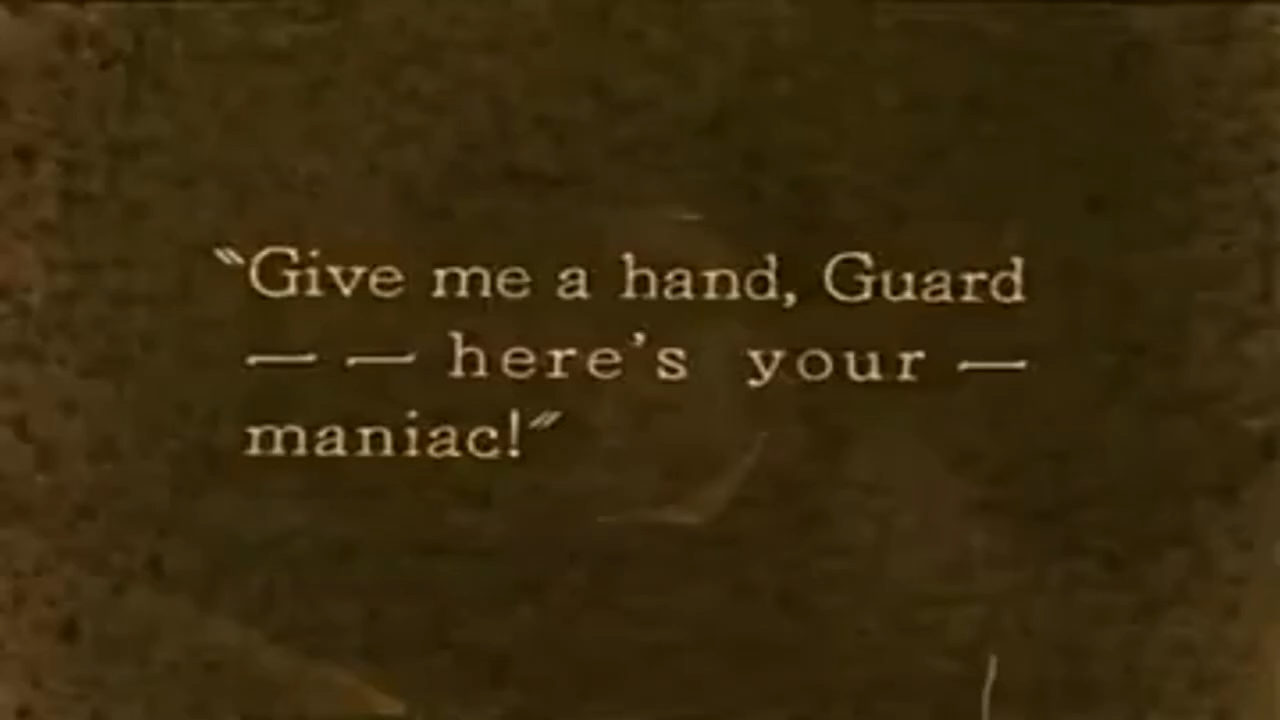 "Give me a hand, Guard
— — here's your —
maniac!"